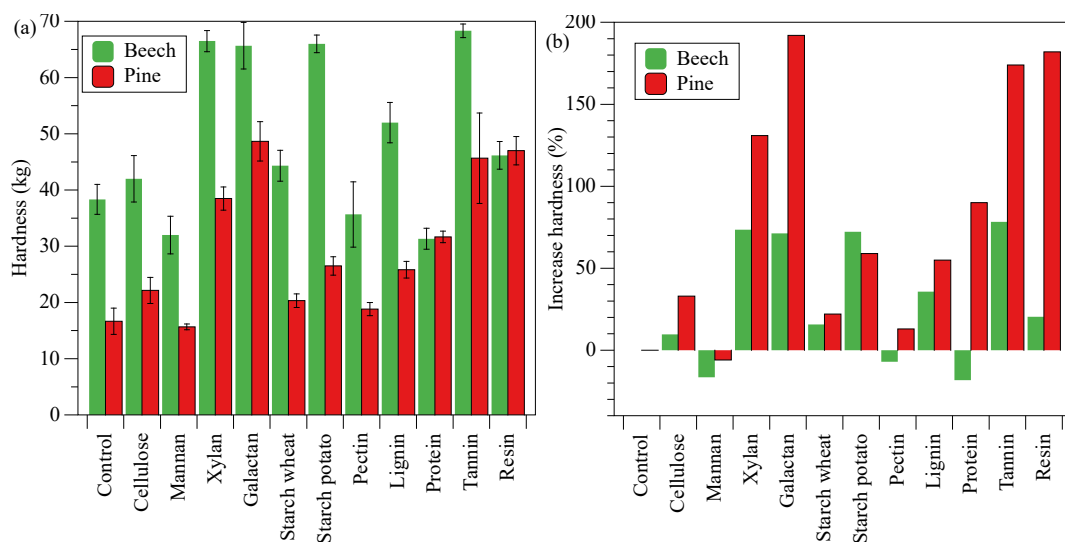 (a)
Beech
Pine
Hardness (kg)
70
60
50
40
30
20
10
0
Control
Cellulose
Mannan
Xylan
Galactan
Starch wheat
Starch potato
Pectin
Lignin
Protein
Tannin
Resin
(b)
Beech
Pine
Increase hardness (%)
200
150
100
50
0
Control
Cellulose
Mannan
Xylan
Galactan
Starch wheat
Starch potato
Pectin
Lignin
Protein
Tannin
Resin